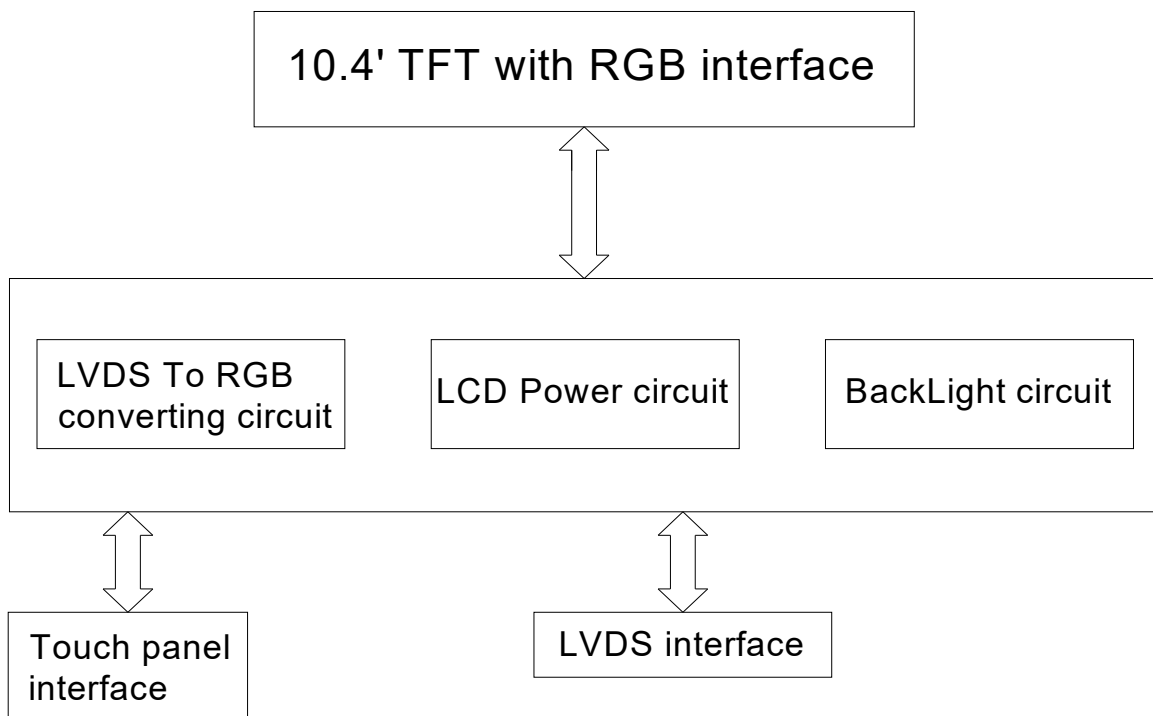 10.4' TFT with RGB interface
LVDS To RGB
converting circuit
LCD Power circuit
BackLight circuit
Touch panel
interface
LVDS interface